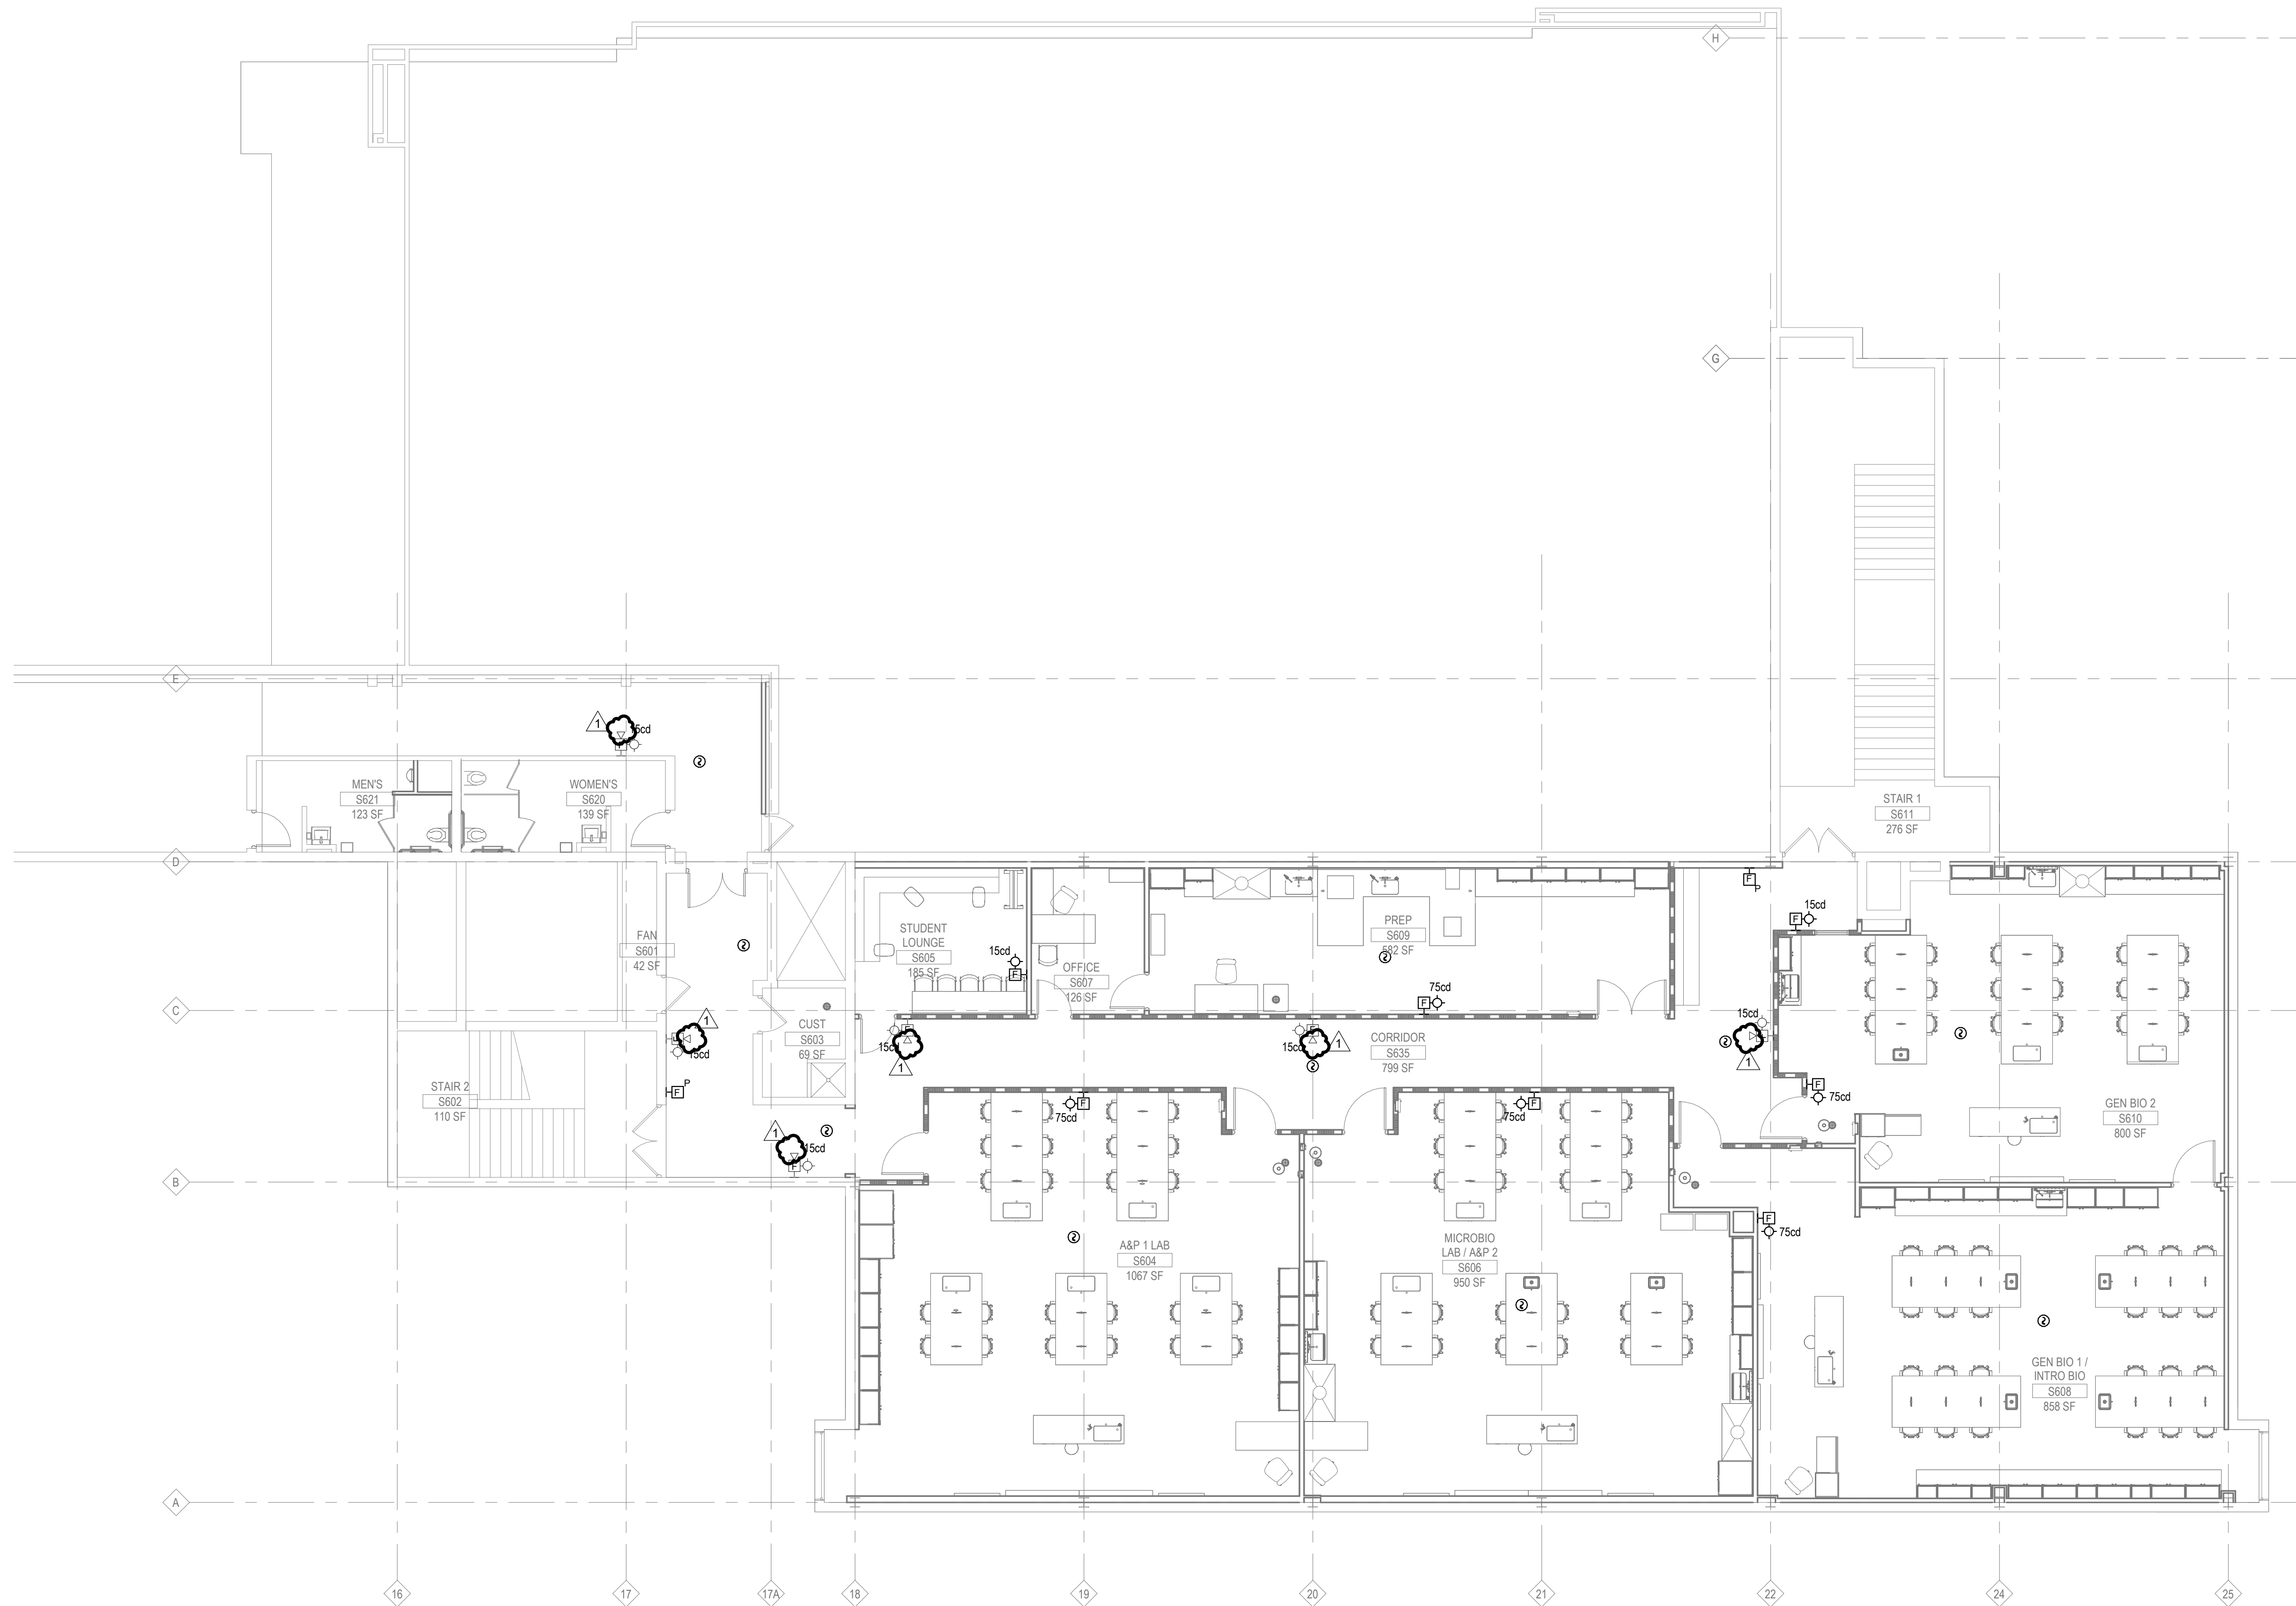 H
G
E
1
15cd
F
MEN'S
S621
123 SF
WOMEN'S
S620
139 SF
STAIR 1
S611
276 SF
D
F
P
15cd
F
STUDENT
LOUNGE
S605
185 SF
15cd
F
PREP
S609
582 SF
FAN
S601
42 SF
OFFICE
S607
126 SF
75cd
F
C
1
15cd
CUST
S603
69 SF
15cd
F
1
15cd
F
1
CORRIDOR
S635
799 SF
15cd
F
1
F
P
STAIR 2
S602
110 SF
F
75cd
F
75cd
F
75cd
GEN BIO 2
S610
800 SF
1
15cd
F
B
F
75cd
A&P 1 LAB
S604
1067 SF
MICROBIO
LAB / A&P 2
S606
950 SF
GEN BIO 1 /
INTRO BIO
S608
858 SF
A
16
17
17A
18
19
20
21
22
24
25